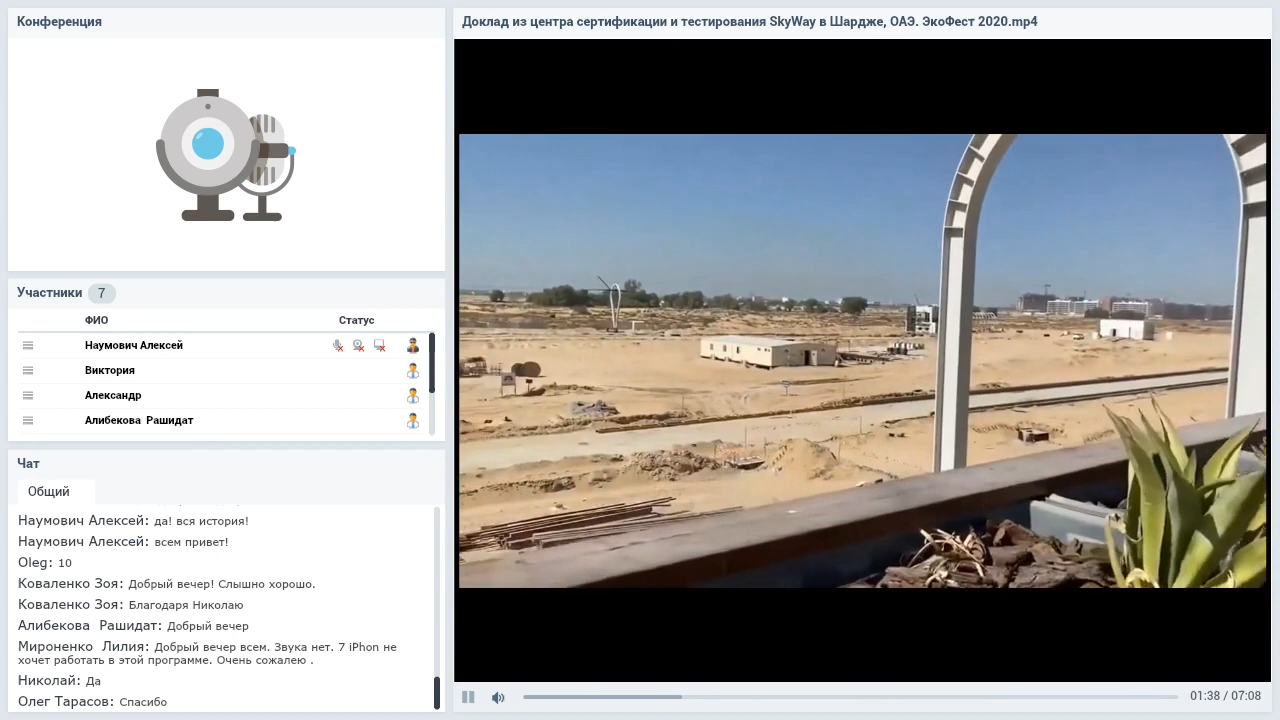 Конференция
Доклад из центра сертификации и тестирования SkyWay в Шардже, ОАЭ. ЭкоФест 2020.mp4
Участники 7
ФИО Статус
Наумович Алексей
Виктория
Александр
Алибекова Рашидат
Чат
Общий
Наумович Алексей: да! вся история!
Наумович Алексей: всем привет!
Oleg: 10
Коваленко Зоя: Добрый вечер! Слышно хорошо.
Коваленко Зоя: Благодаря Николаю
Алибекова Рашидат: Добрый вечер
Мироненко Лилия: Добрый вечер всем. Звука нет. 7 iPhon не
хочет работать в этой программе. Очень сожалею .
Николай: Да
Олег Тарасов: Спасибо
01:38 / 07:08